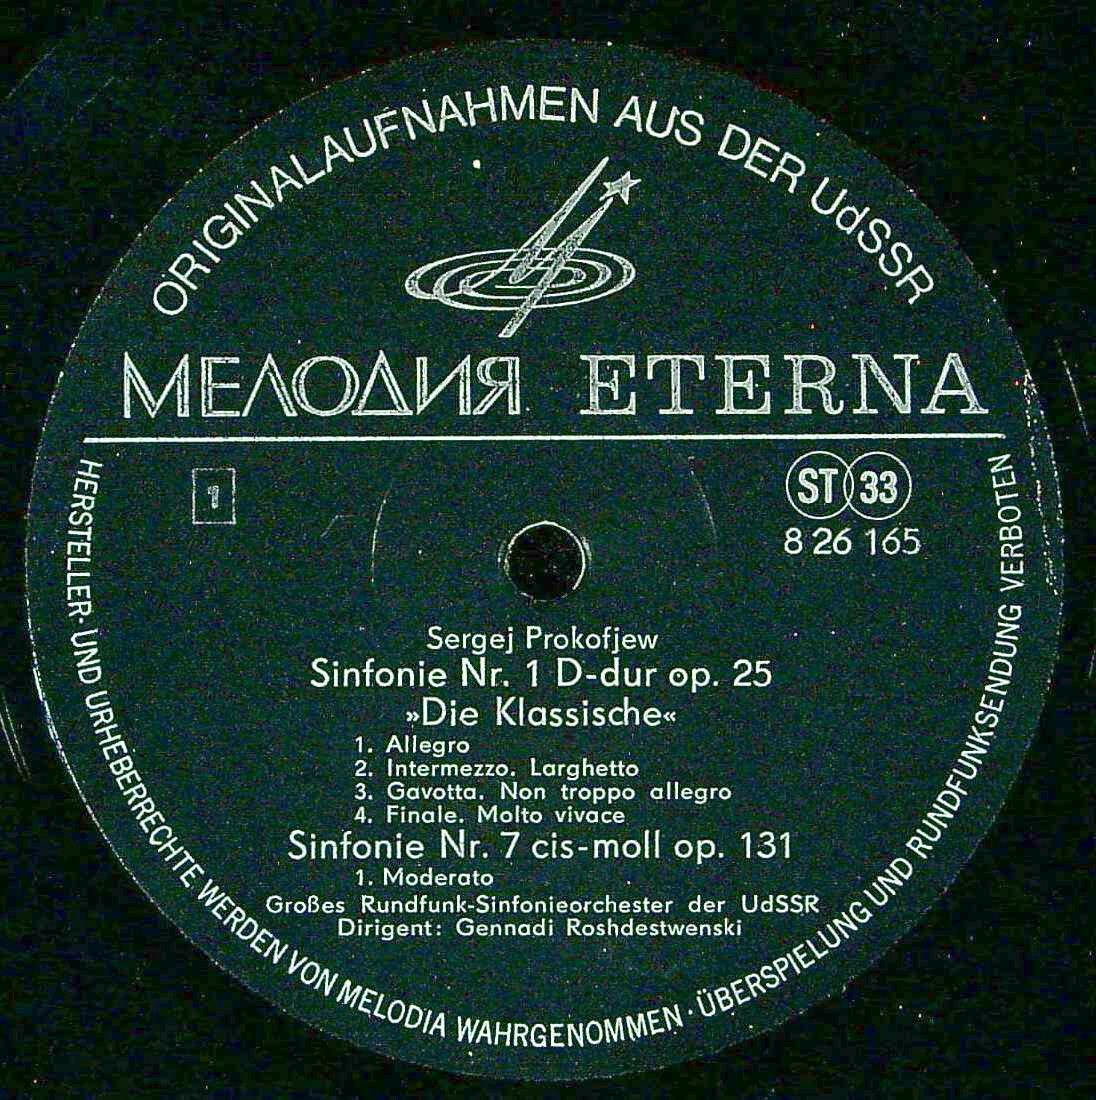 ORIGINALAUFNAHMEN AUS DER UdSSR
МЕЛОДИЯ ETERNA
1
ST 33
8 26 165
Sergej Prokofjew
Sinfonie Nr. 1 D-dur op. 25
»Die Klassische«
1. Allegro
2. Intermezzo. Larghetto
3. Gavotta. Non troppo allegro
4. Finale. Molto vivace
Sinfonie Nr. 7 cis-moll op. 131
1. Moderato
Großes Rundfunk-Sinfonieorchester der UdSSR
Dirigent: Gennadi Roshdestwenski
HERSTELLER- UND URHEBERRECHTE WERDEN VON MELODIA WAHRGENOMMEN · ÜBERSPIELUNG UND RUNDFUNKSENDUNG VERBOTEN